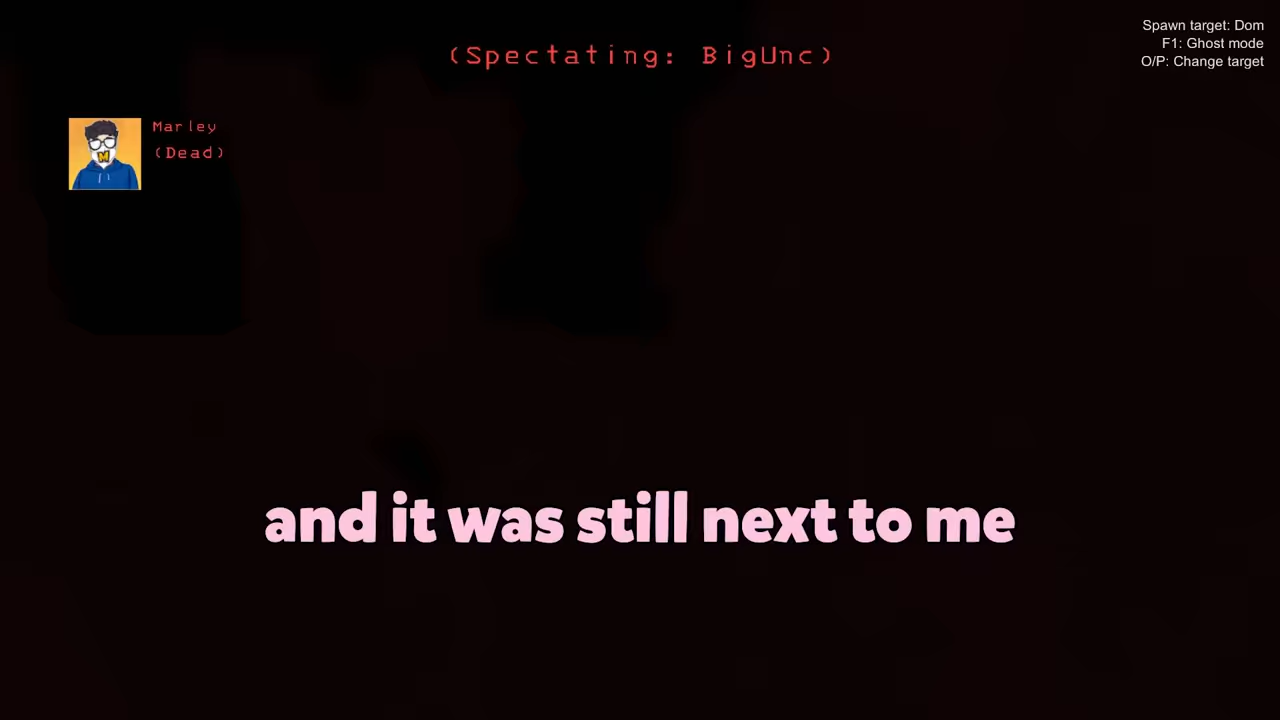 Spawn target: Dom
F1: Ghost mode
O/P: Change target
(Spectating: BigUnc)
Marley
(Dead)
M
and it was still next to me